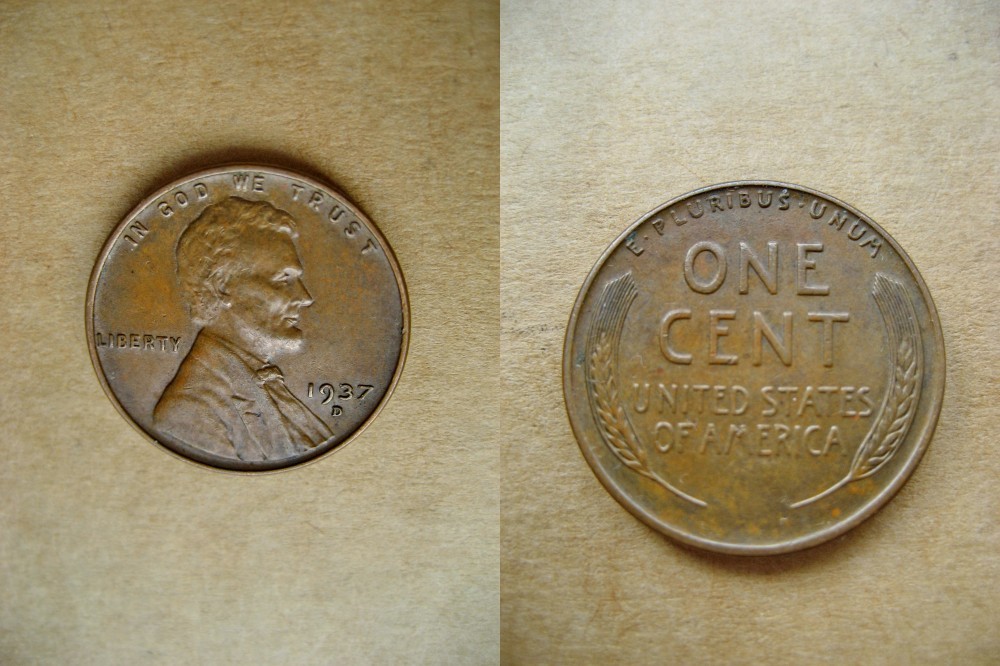 IN GOD WE TRUST
LIBERTY
1937
D
E·PLURIBUS·UNUM
ONE
CENT
UNITED STATES
OF AMERICA